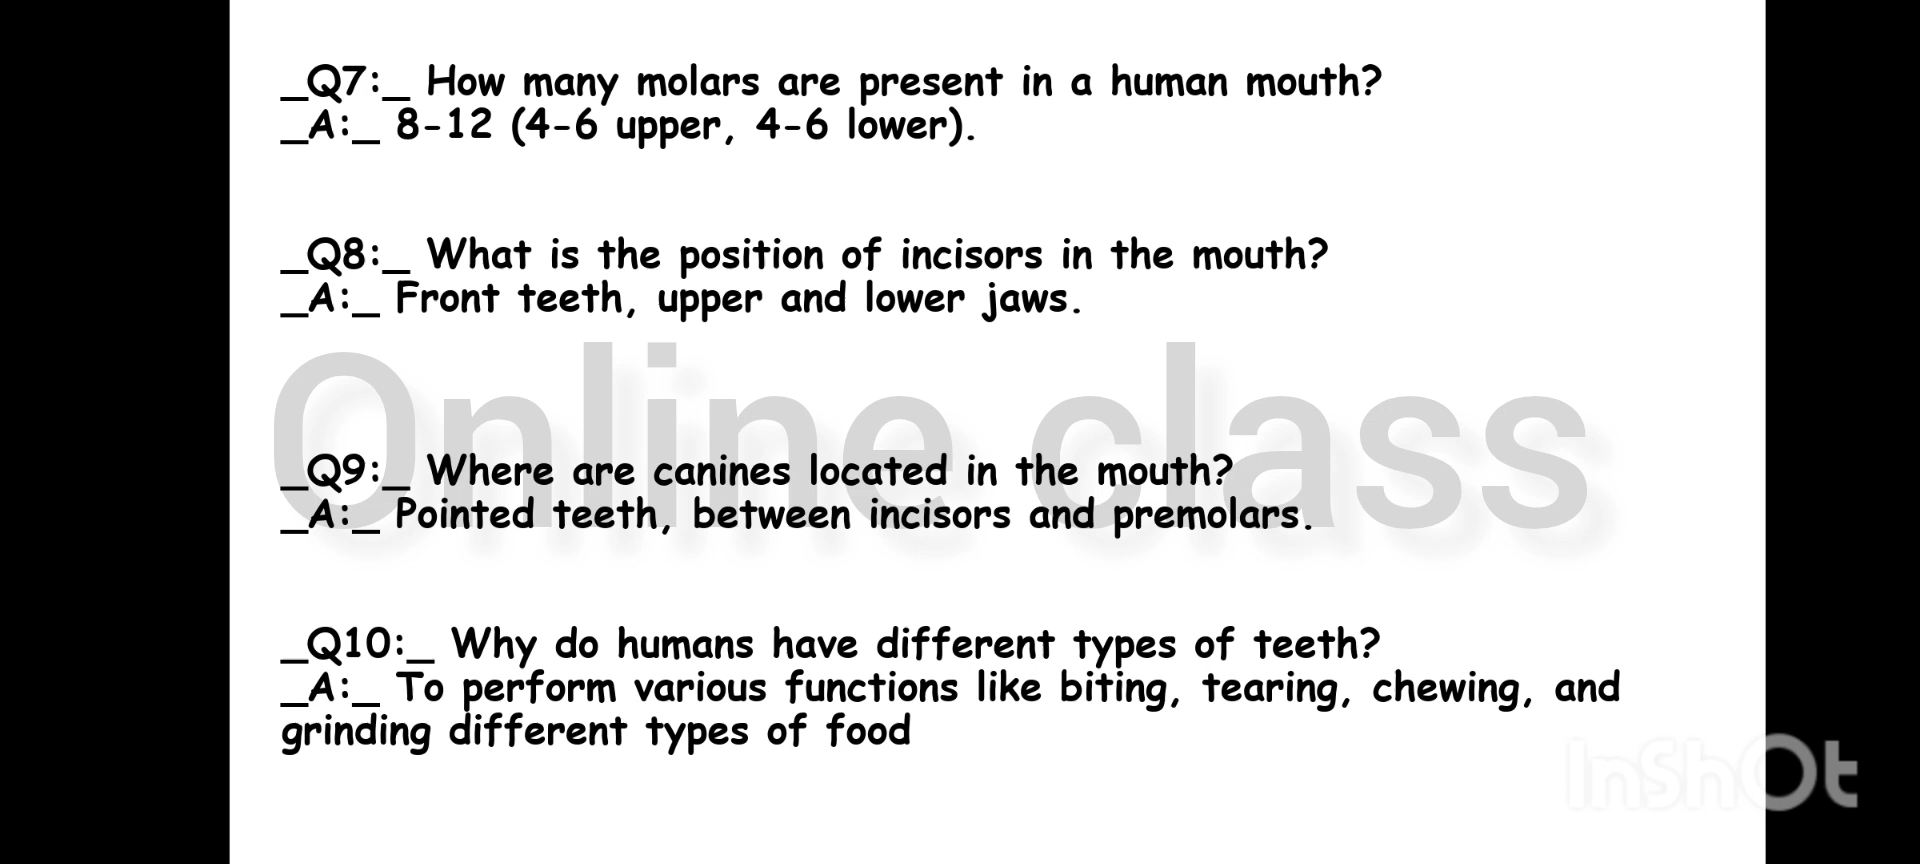 _Q7:_ How many molars are present in a human mouth?
_A:_ 8-12 (4-6 upper, 4-6 lower).
_Q8:_ What is the position of incisors in the mouth?
_A:_ Front teeth, upper and lower jaws.
Online class
_Q9:_ Where are canines located in the mouth?
_A:_ Pointed teeth, between incisors and premolars.
_Q10:_ Why do humans have different types of teeth?
_A:_ To perform various functions like biting, tearing, chewing, and
grinding different types of food
InShOt